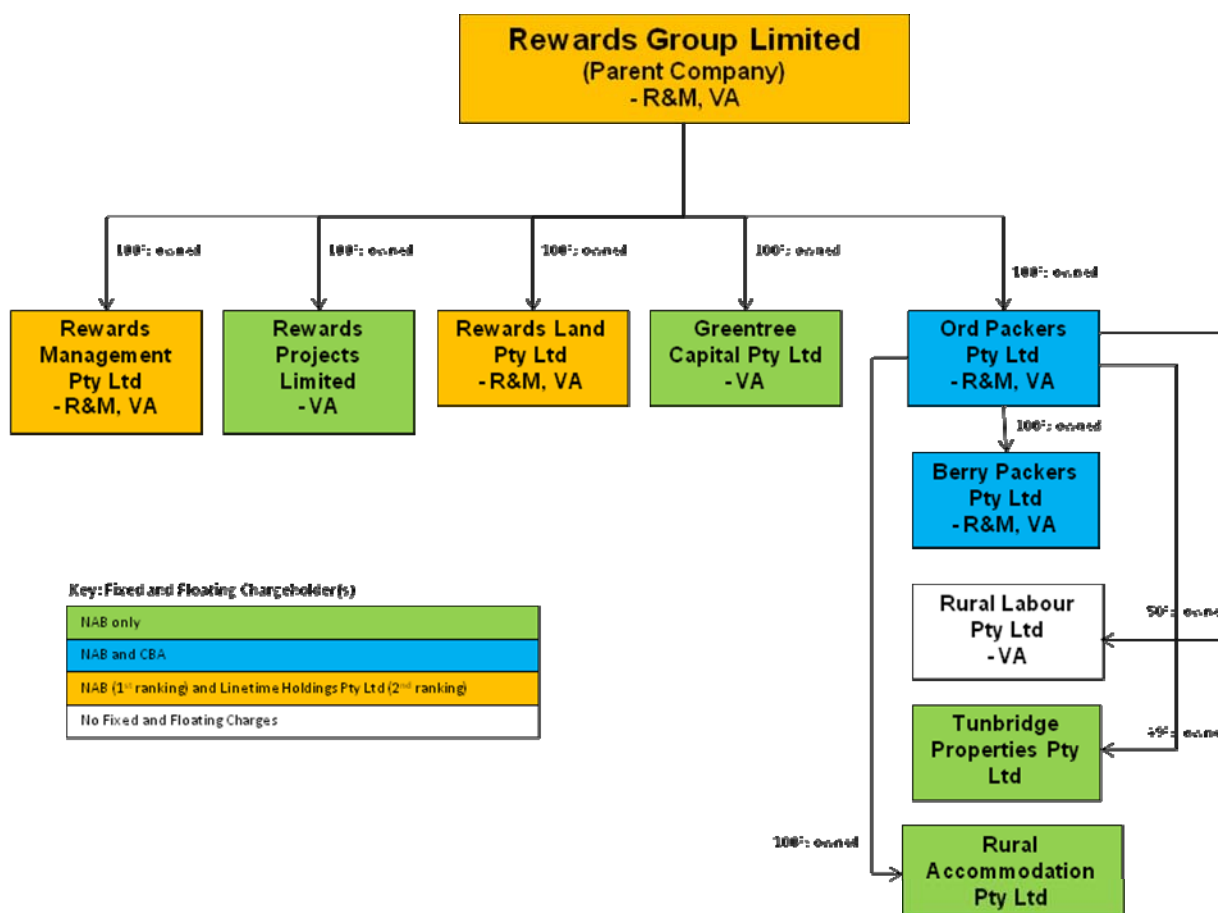 Rewards Group Limited
(Parent Company)
- R&M, VA
100% owned
100% owned
100% owned
100% owned
100% owned
Rewards
Management
Pty Ltd
- R&M, VA
Rewards
Projects
Limited
- VA
Rewards Land
Pty Ltd
- R&M, VA
Greentree
Capital Pty Ltd
- VA
Ord Packers
Pty Ltd
- R&M, VA
100% owned
Berry Packers
Pty Ltd
- R&M, VA
Key: Fixed and Floating Chargeholder(s)
NAB only
NAB and CBA
NAB (1st ranking) and Linetime Holdings Pty Ltd (2nd ranking)
No Fixed and Floating Charges
Rural Labour
Pty Ltd
- VA
50% owne
Tunbridge
Properties Pty
Ltd
owne
100% owned
Rural
Accommodation
Pty Ltd